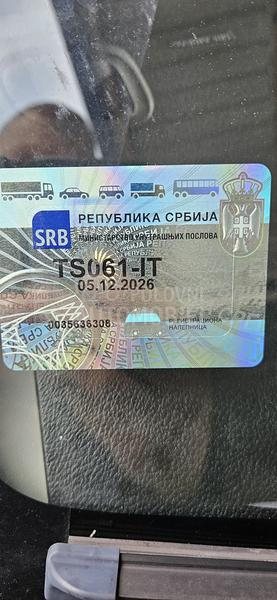 РЕПУБЛИКА СРБИЈА
SRB
МИНИСТАРСТВО УНУТРАШЊИХ ПОСЛОВА
TS061-IT
05.12.2026
0035636308
РЕГИСТРАЦИОНА
НАЛЕПНИЦА